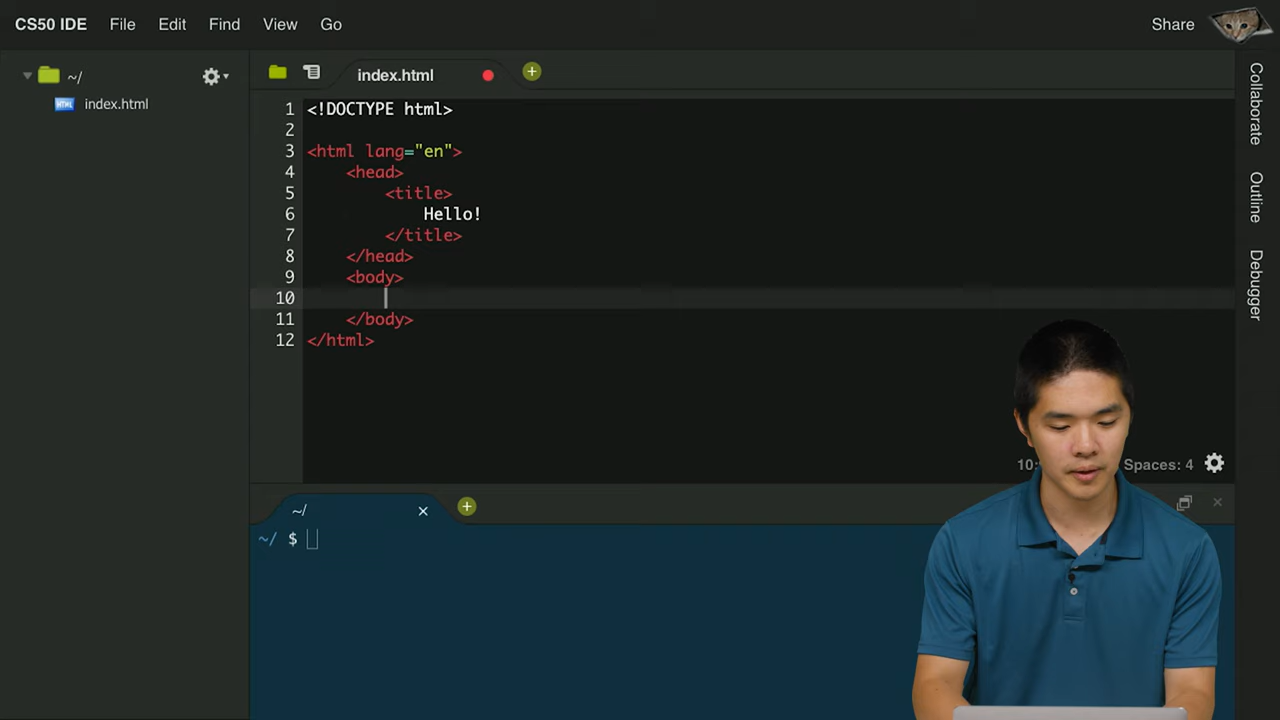 CS50 IDE File Edit Find View Go Share
~/
index.html
index.html
Collaborate
Outline
Debugger
1 <!DOCTYPE html>
2
3 <html lang="en">
4 <head>
5 <title>
6 Hello!
7 </title>
8 </head>
9 <body>
10
11 </body>
12 </html>
10: Spaces: 4
~/
~/ $